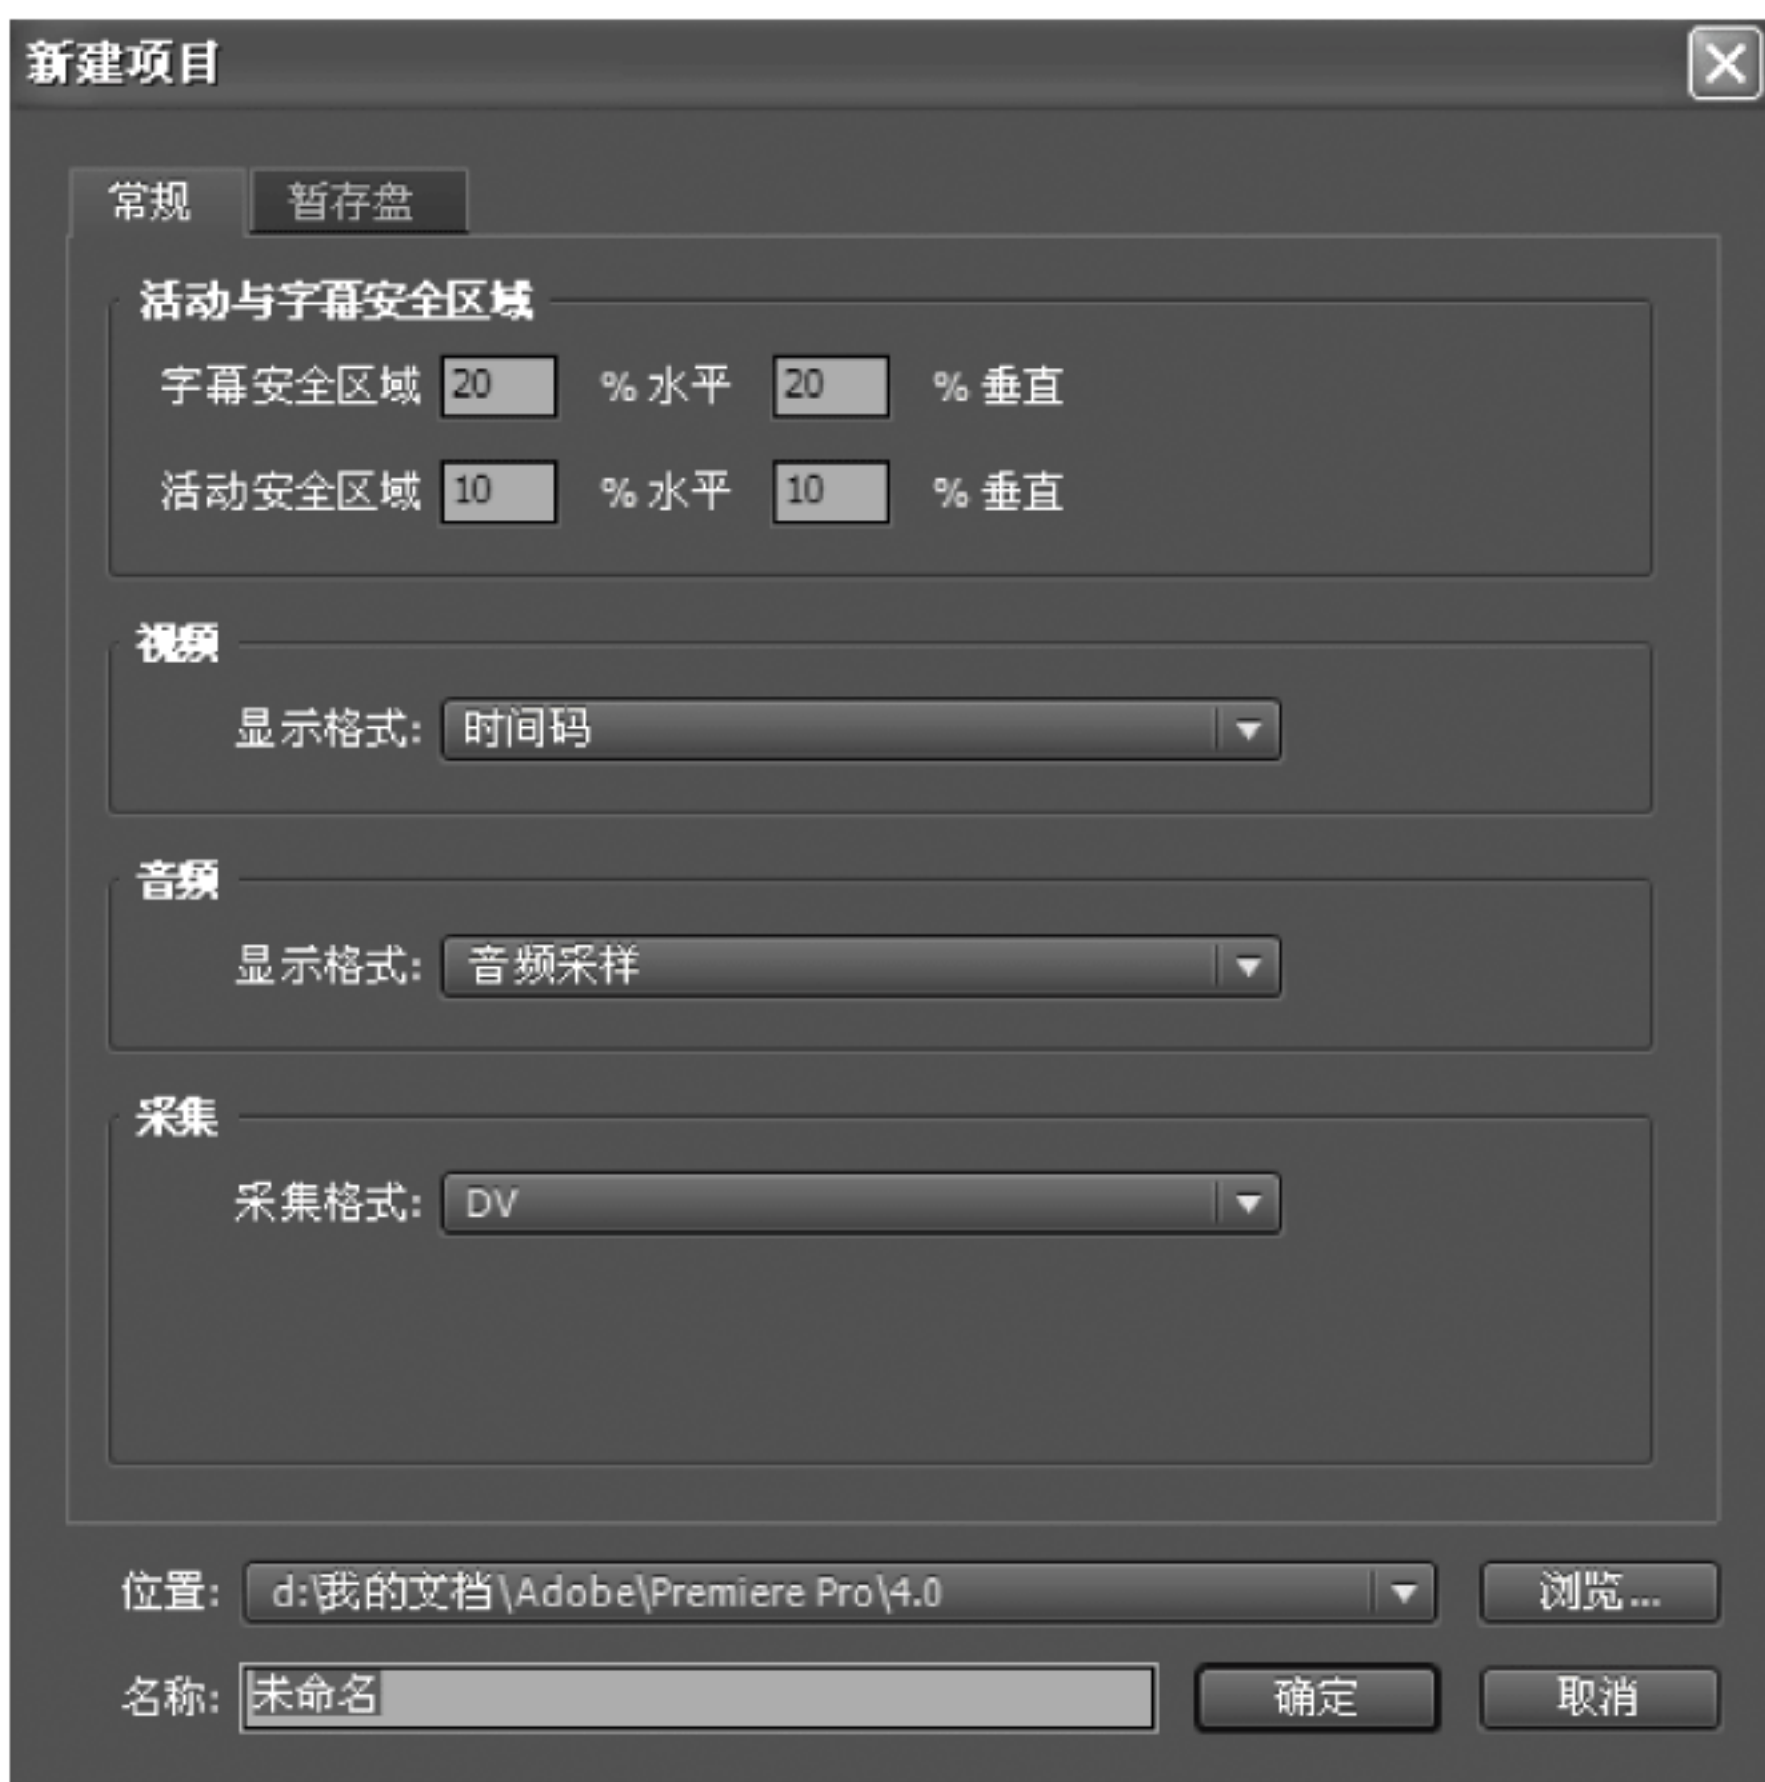 新建项目
常规 暂存盘
活动与字幕安全区域
字幕安全区域 20 % 水平 20 % 垂直
活动安全区域 10 % 水平 10 % 垂直
视频
显示格式: 时间码
音频
显示格式: 音频采样
采集
采集格式: DV
位置: d:\我的文档\Adobe\Premiere Pro\4.0 浏览...
名称: 未命名 确定 取消